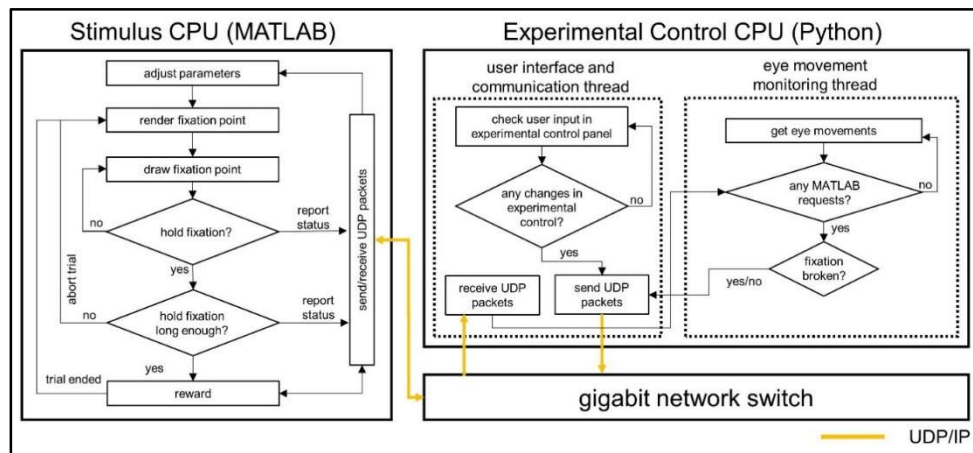 Stimulus CPU (MATLAB)
adjust parameters
render fixation point
draw fixation point
no
hold fixation?
report
status
yes
abort trial
no
hold fixation
long enough?
report
status
yes
trial ended
reward
send/receive UDP packets
Experimental Control CPU (Python)
user interface and
communication thread
check user input in
experimental control panel
any changes in
experimental control?
no
yes
receive UDP
packets
send UDP
packets
eye movement
monitoring thread
get eye movements
any MATLAB
requests?
no
yes
fixation
broken?
yes/no
gigabit network switch
UDP/IP